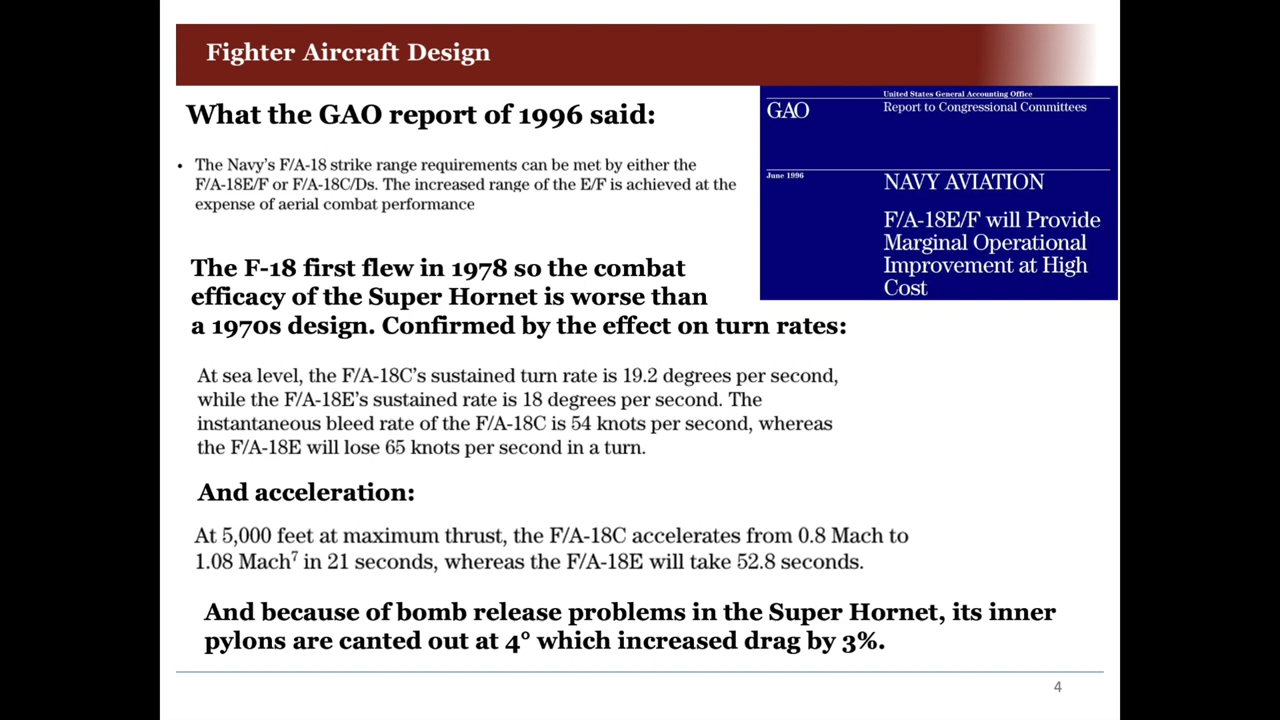 Fighter Aircraft Design
What the GAO report of 1996 said:
• The Navy's F/A-18 strike range requirements can be met by either the
F/A-18E/F or F/A-18C/Ds. The increased range of the E/F is achieved at the
expense of aerial combat performance
United States General Accounting Office
GAO
Report to Congressional Committees
June 1996
NAVY AVIATION
F/A-18E/F will Provide
Marginal Operational
Improvement at High
Cost
The F-18 first flew in 1978 so the combat
efficacy of the Super Hornet is worse than
a 1970s design. Confirmed by the effect on turn rates:
At sea level, the F/A-18C's sustained turn rate is 19.2 degrees per second,
while the F/A-18E's sustained rate is 18 degrees per second. The
instantaneous bleed rate of the F/A-18C is 54 knots per second, whereas
the F/A-18E will lose 65 knots per second in a turn.
And acceleration:
At 5,000 feet at maximum thrust, the F/A-18C accelerates from 0.8 Mach to
1.08 Mach⁷ in 21 seconds, whereas the F/A-18E will take 52.8 seconds.
And because of bomb release problems in the Super Hornet, its inner
pylons are canted out at 4° which increased drag by 3%.
4